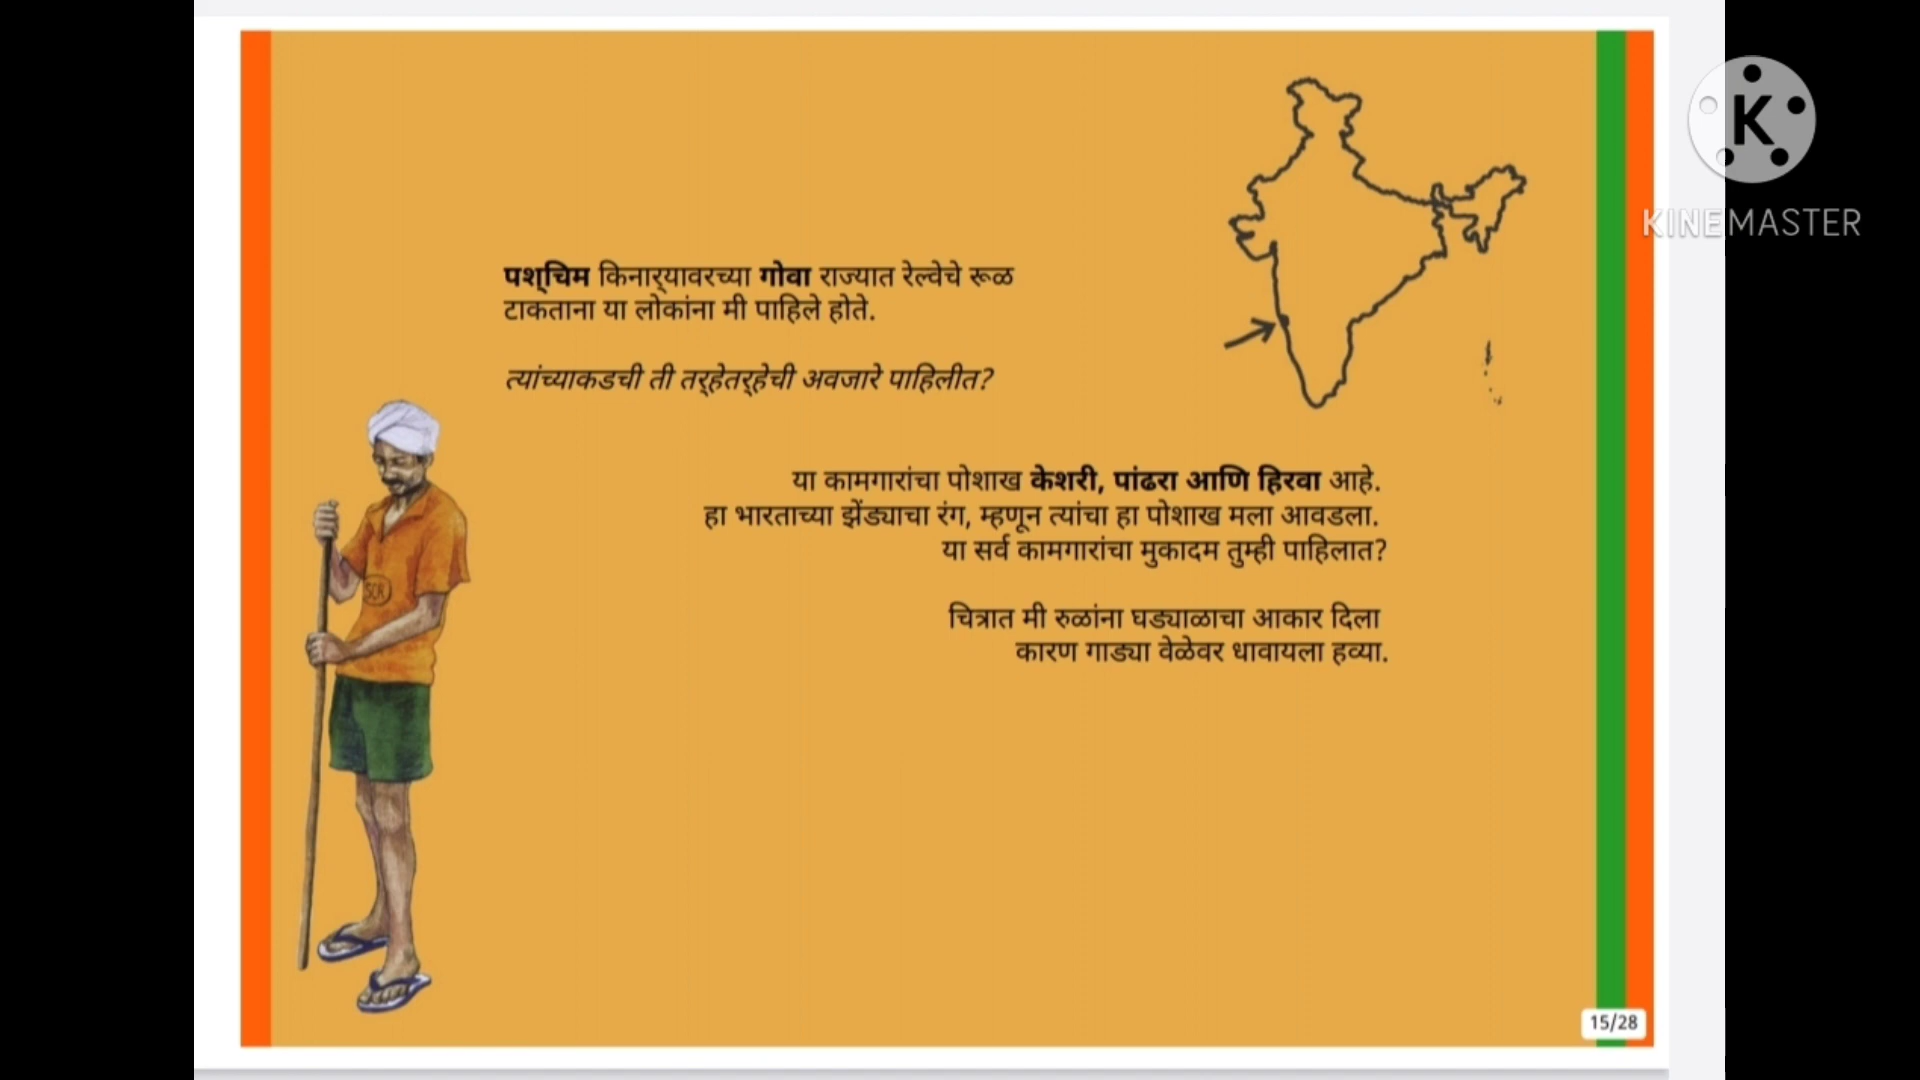 पश्चिम किनाऱ्यावरच्या गोवा राज्यात रेल्वेचे रूळ
टाकताना या लोकांना मी पाहिले होते.
त्यांच्याकडची ती तऱ्हेतऱ्हेची अवजारे पाहिलीत?
या कामगारांचा पोशाख केशरी, पांढरा आणि हिरवा आहे.
हा भारताच्या झेंड्याचा रंग, म्हणून त्यांचा हा पोशाख मला आवडला.
या सर्व कामगारांचा मुकादम तुम्ही पाहिलात?
चित्रात मी रुळांना घड्याळाचा आकार दिला
कारण गाड्या वेळेवर धावायला हव्या.
SCR
15/28
K
KINEMASTER